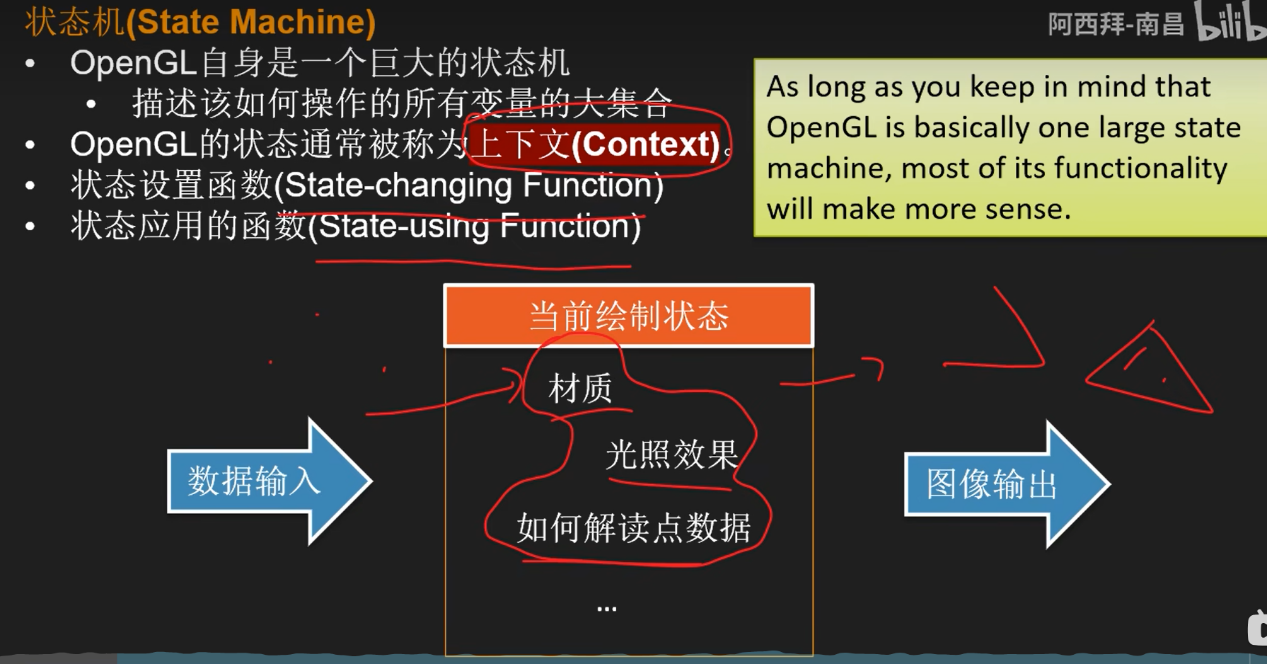 状态机(State Machine)
阿西拜-南昌 bilib
• OpenGL自身是一个巨大的状态机
• 描述该如何操作的所有变量的大集合
• OpenGL的状态通常被称为上下文(Context)。
• 状态设置函数(State-changing Function)
• 状态应用的函数(State-using Function)
As long as you keep in mind that
OpenGL is basically one large state
machine, most of its functionality
will make more sense.
当前绘制状态
材质
光照效果
数据输入
图像输出
如何解读点数据
...